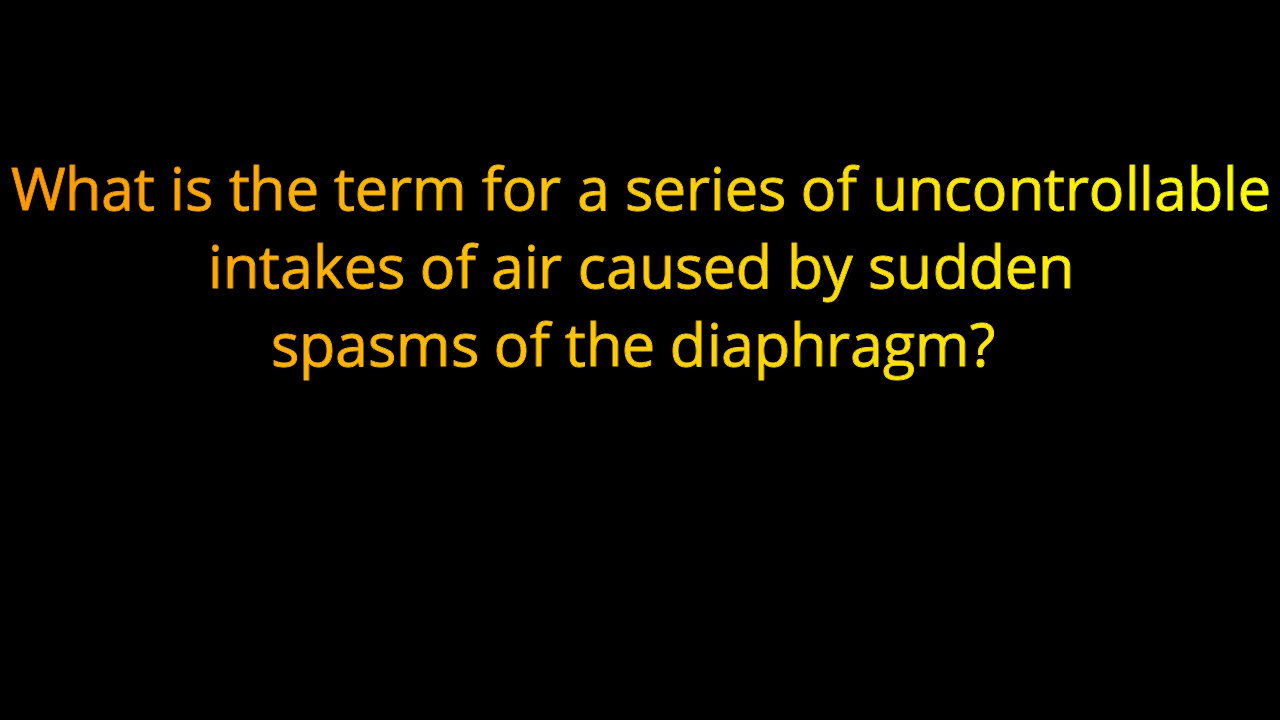 What is the term for a series of uncontrollable
intakes of air caused by sudden
spasms of the diaphragm?